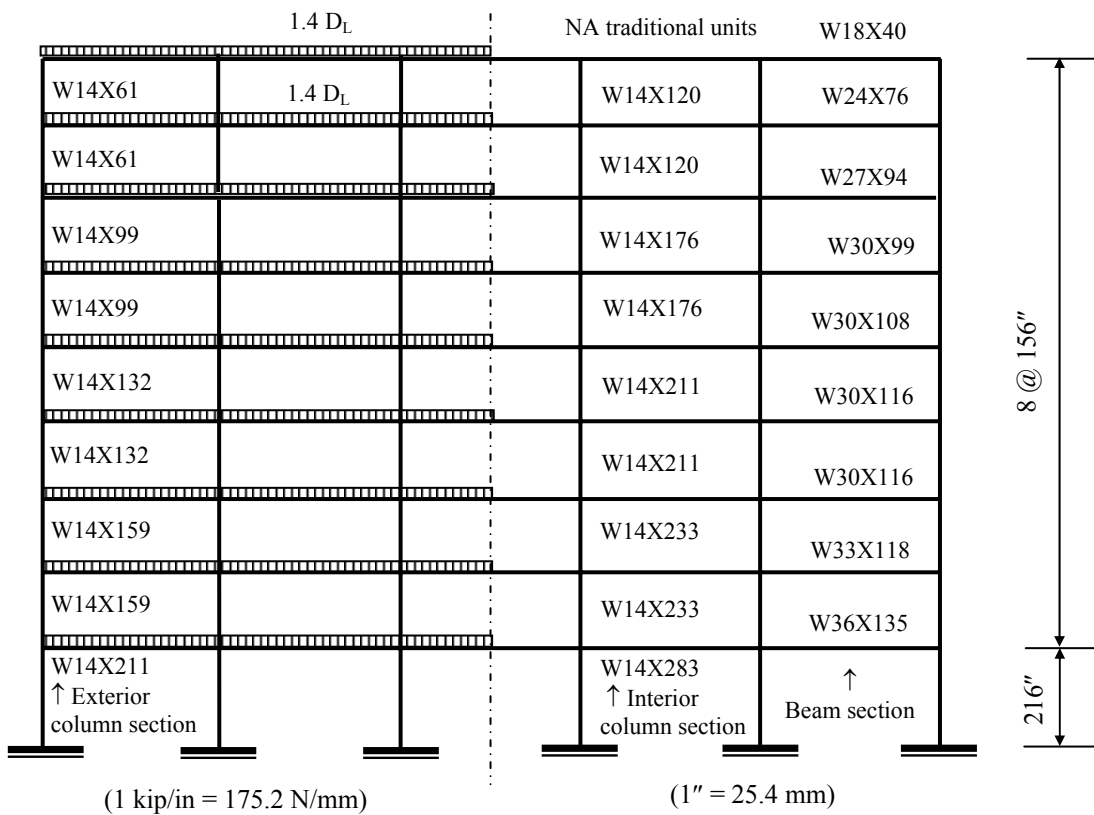 1.4 D_L
NA traditional units
W18X40
W14X61
1.4 D_L
W14X120
W24X76
W14X61
W14X120
W27X94
W14X99
W14X176
W30X99
W14X99
W14X176
W30X108
W14X132
W14X211
W30X116
W14X132
W14X211
W30X116
W14X159
W14X233
W33X118
W14X159
W14X233
W36X135
W14X211
↑ Exterior
column section
W14X283
↑ Interior
column section
↑
Beam section
8 @ 156″
216″
(1 kip/in = 175.2 N/mm)
(1″ = 25.4 mm)